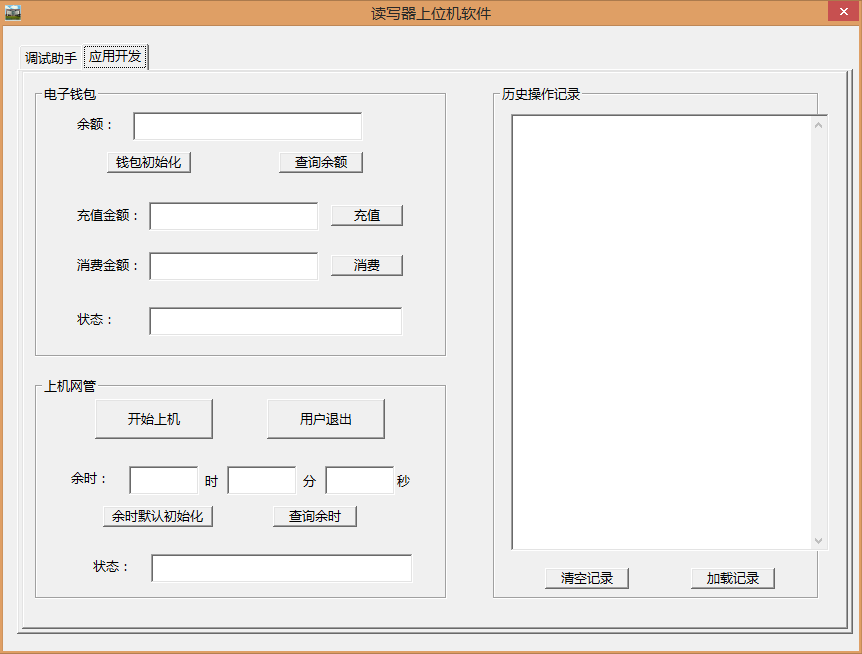 读写器上位机软件
调试助手 应用开发
电子钱包
余额：
钱包初始化 查询余额
充值金额： 充值
消费金额： 消费
状态：
上机网管
开始上机 用户退出
余时： 时 分 秒
余时默认初始化 查询余时
状态：
历史操作记录
清空记录 加载记录